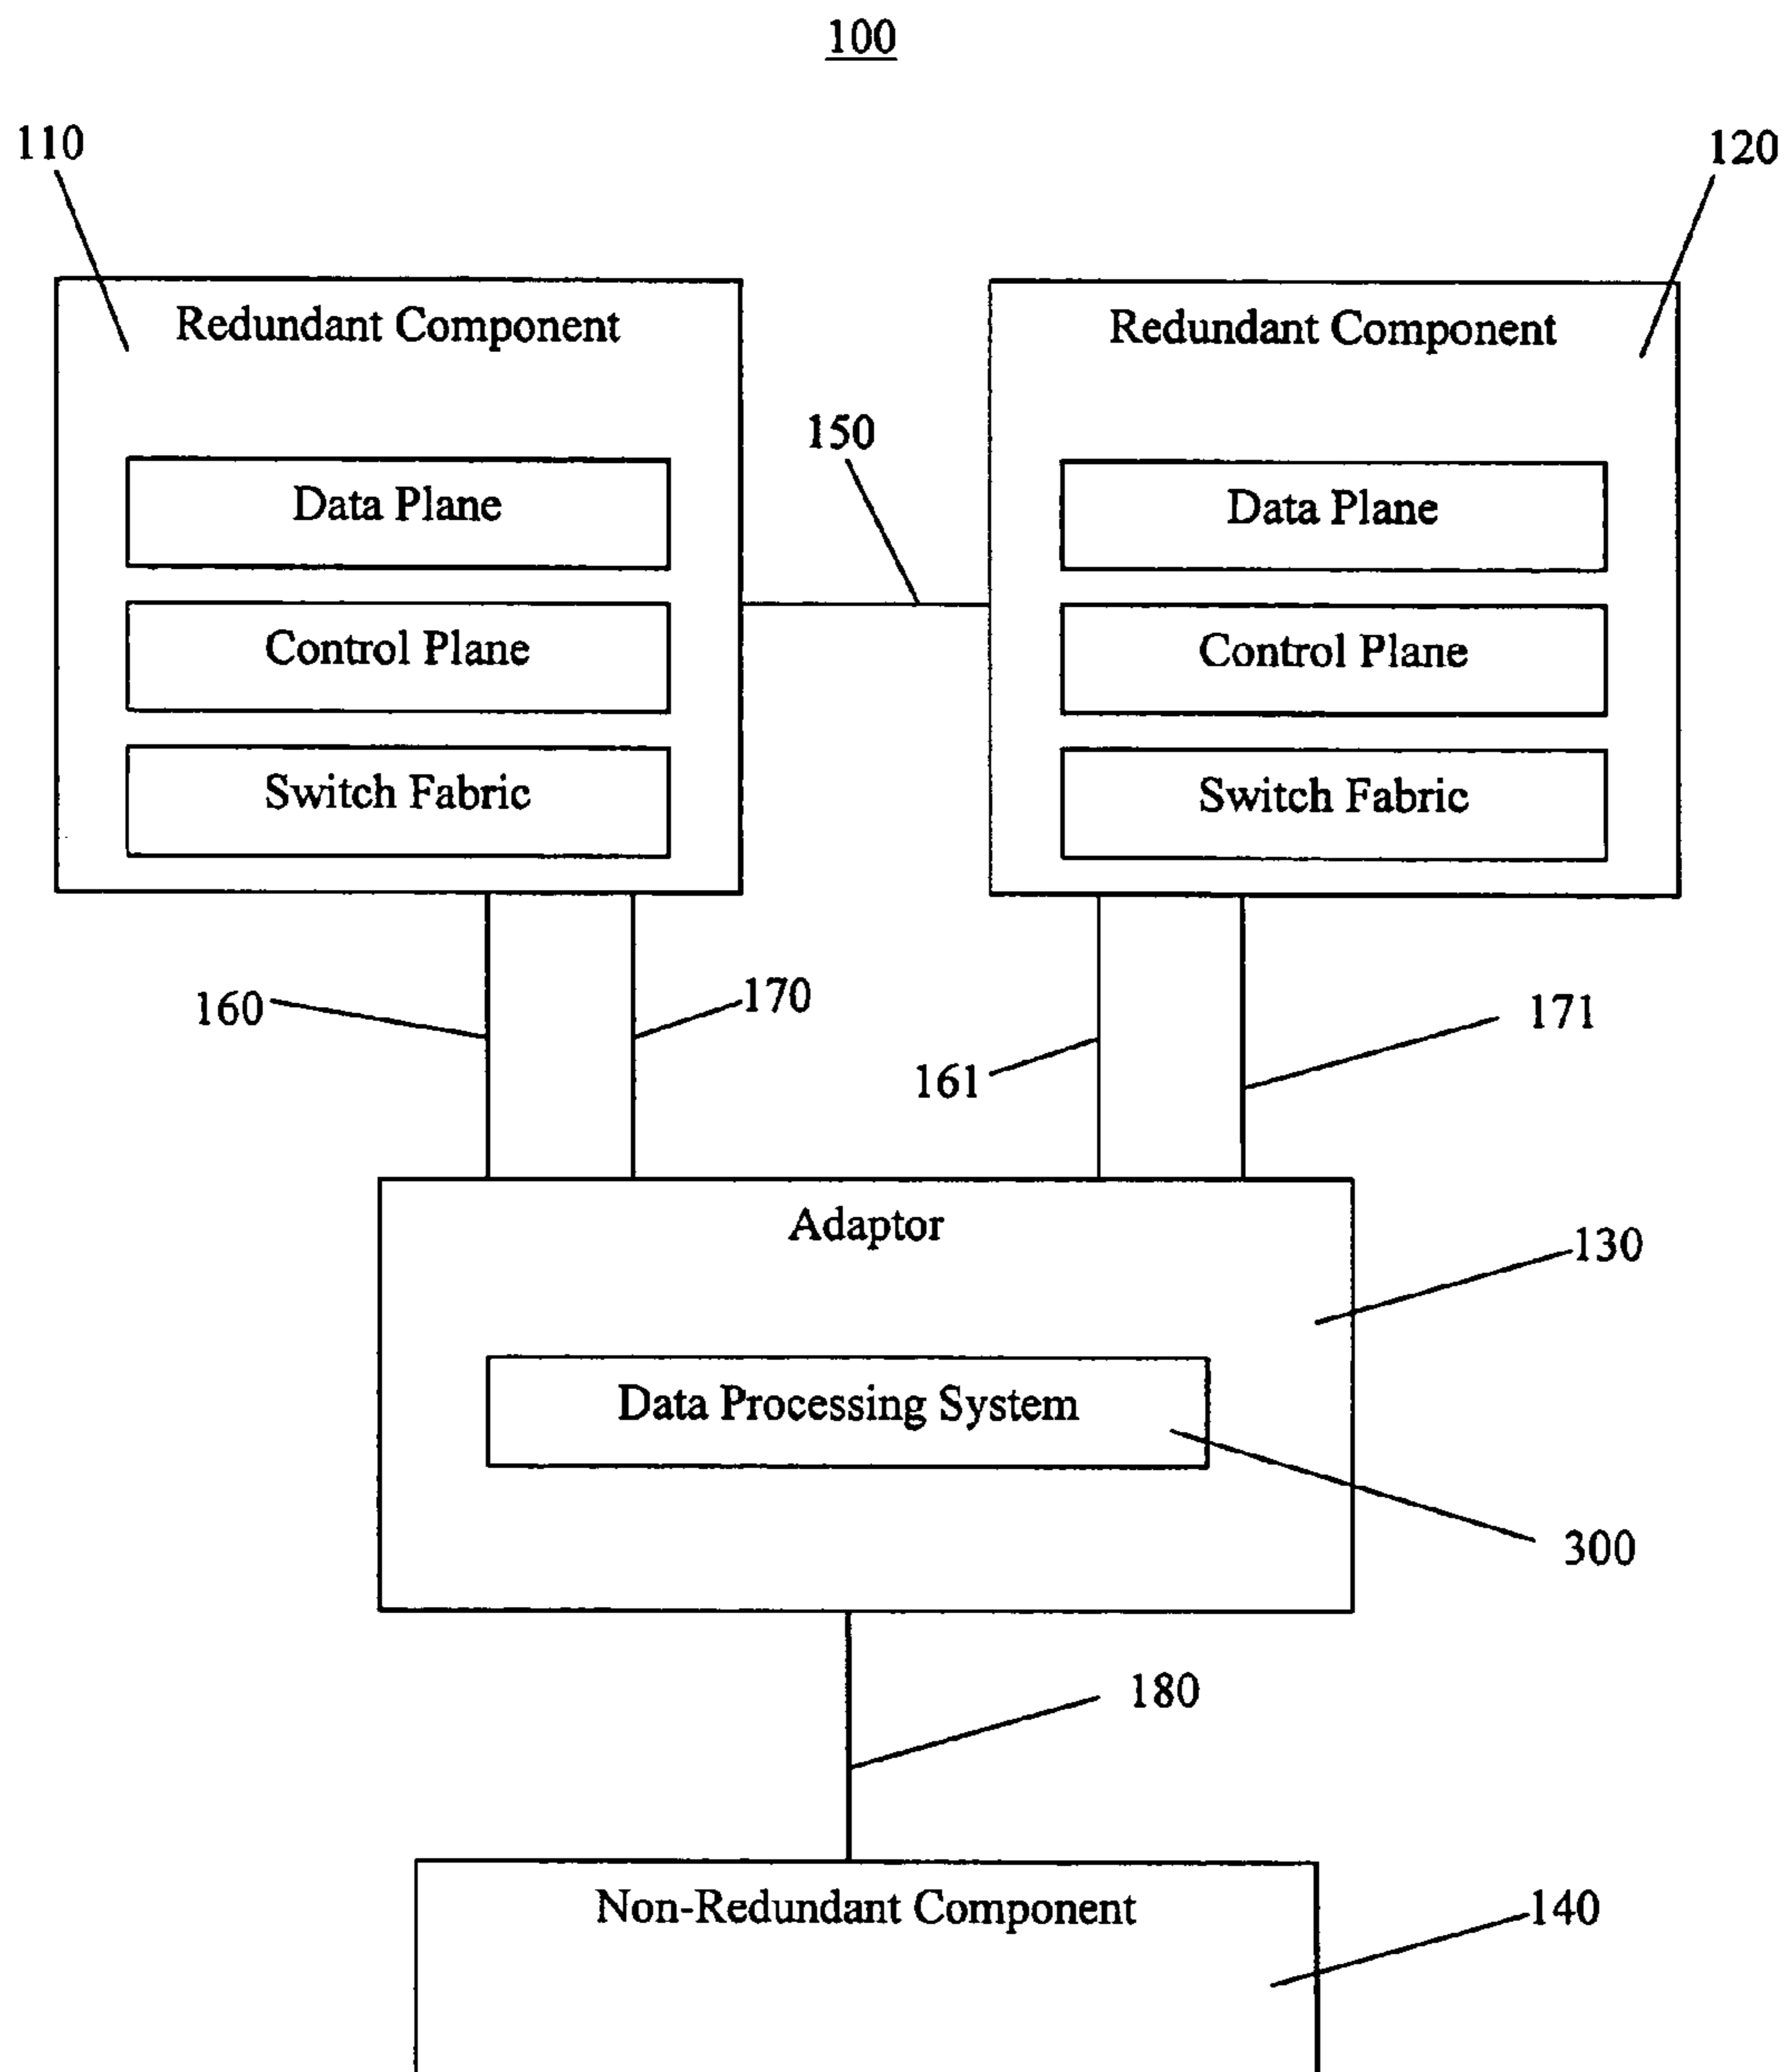 100
110
120
Redundant Component
Redundant Component
150
Data Plane
Data Plane
Control Plane
Control Plane
Switch Fabric
Switch Fabric
160
170
161
171
Adaptor
130
Data Processing System
300
180
Non-Redundant Component
140